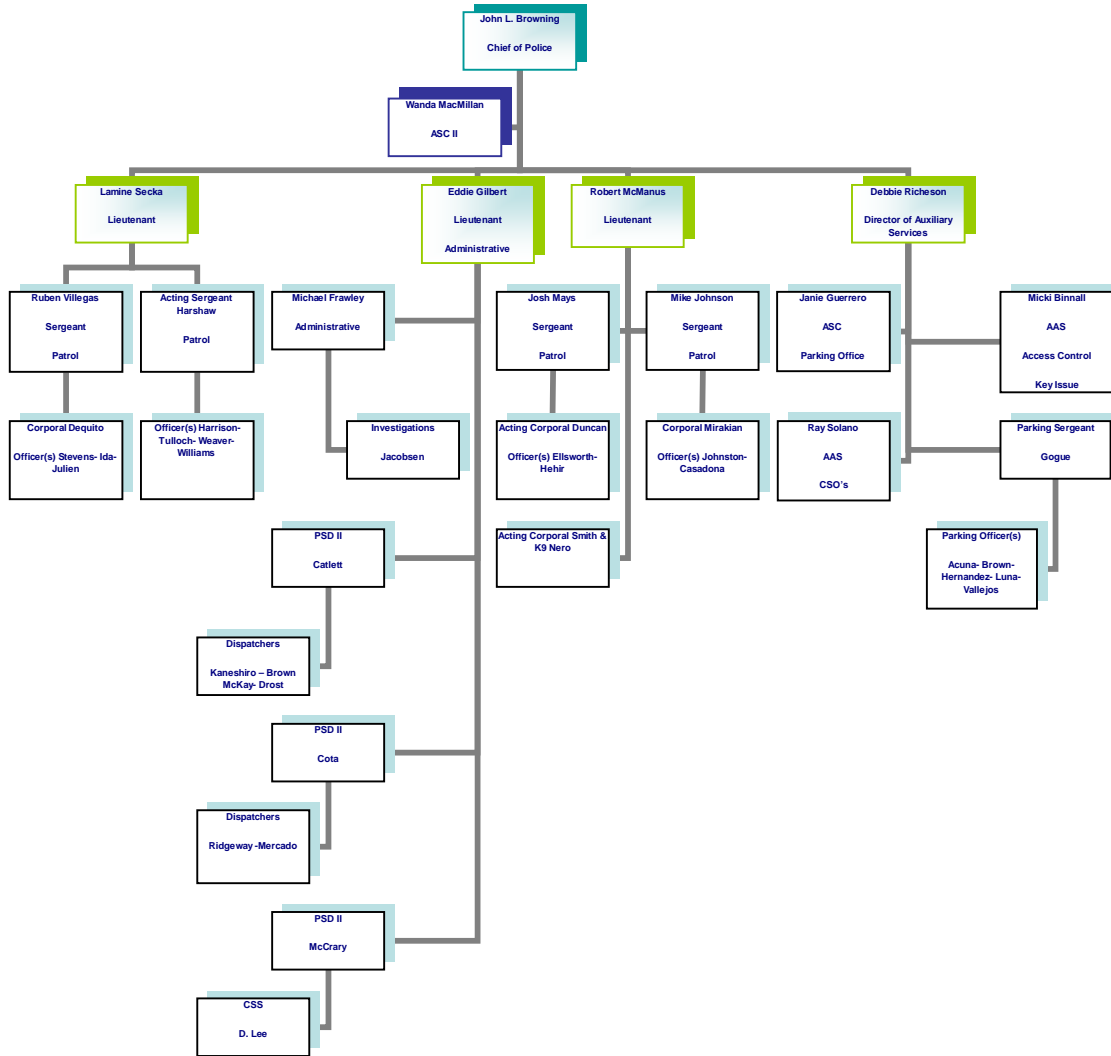 John L. Browning
Chief of Police
Wanda MacMillan
ASC II
Lamine Secka
Lieutenant
Eddie Gilbert
Lieutenant
Administrative
Robert McManus
Lieutenant
Debbie Richeson
Director of Auxiliary
Services
Ruben Villegas
Sergeant
Patrol
Acting Sergeant
Harshaw
Patrol
Michael Frawley
Administrative
Josh Mays
Sergeant
Patrol
Mike Johnson
Sergeant
Patrol
Janie Guerrero
ASC
Parking Office
Micki Binnall
AAS
Access Control
Key Issue
Corporal Dequito
Officer(s) Stevens- Ida-
Julien
Officer(s) Harrison-
Tulloch- Weaver-
Williams
Investigations
Jacobsen
Acting Corporal Duncan
Officer(s) Ellsworth-
Hehir
Corporal Mirakian
Officer(s) Johnston-
Casadona
Ray Solano
AAS
CSO's
Parking Sergeant
Gogue
PSD II
Catlett
Acting Corporal Smith &
K9 Nero
Parking Officer(s)
Acuna- Brown-
Hernandez- Luna-
Vallejos
Dispatchers
Kaneshiro – Brown
McKay- Drost
PSD II
Cota
Dispatchers
Ridgeway -Mercado
PSD II
McCrary
CSS
D. Lee